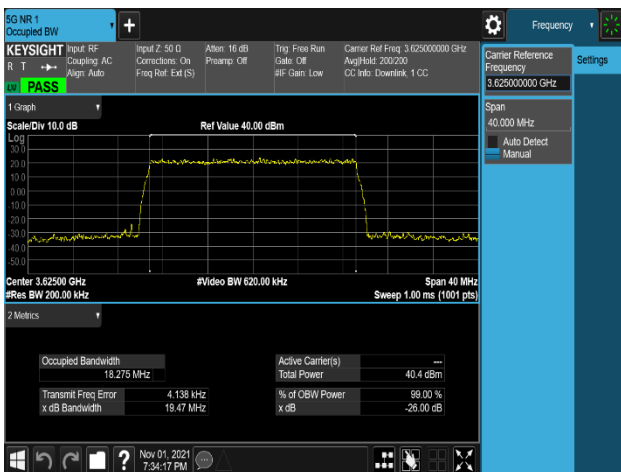 5G NR 1
Occupied BW
Frequency
KEYSIGHT
R T
LW PASS
Input: RF
Coupling: AC
Align: Auto
Input Z: 50 Ω
Corrections: On
Freq Ref: Ext (S)
Atten: 16 dB
Preamp: Off
Trig: Free Run
Gate: Off
#IF Gain: Low
Carrier Ref Freq: 3.625000000 GHz
Avg|Hold: 200/200
CC Info: Downlink, 1 CC
Carrier Reference
Frequency
3.625000000 GHz
Settings
Span
40.000 MHz
Auto Detect
Manual
1 Graph
Scale/Div 10.0 dB
Ref Value 40.00 dBm
Log
30.0
20.0
10.0
0.00
-10.0
-20.0
-30.0
-40.0
-50.0
Center 3.62500 GHz
#Video BW 620.00 kHz
Span 40 MHz
#Res BW 200.00 kHz
Sweep 1.00 ms (1001 pts)
2 Metrics
Occupied Bandwidth
18.275 MHz
Active Carrier(s) ---
Total Power 40.4 dBm
Transmit Freq Error 4.138 kHz
x dB Bandwidth 19.47 MHz
% of OBW Power 99.00 %
x dB -26.00 dB
?
Nov 01, 2021
7:34:17 PM